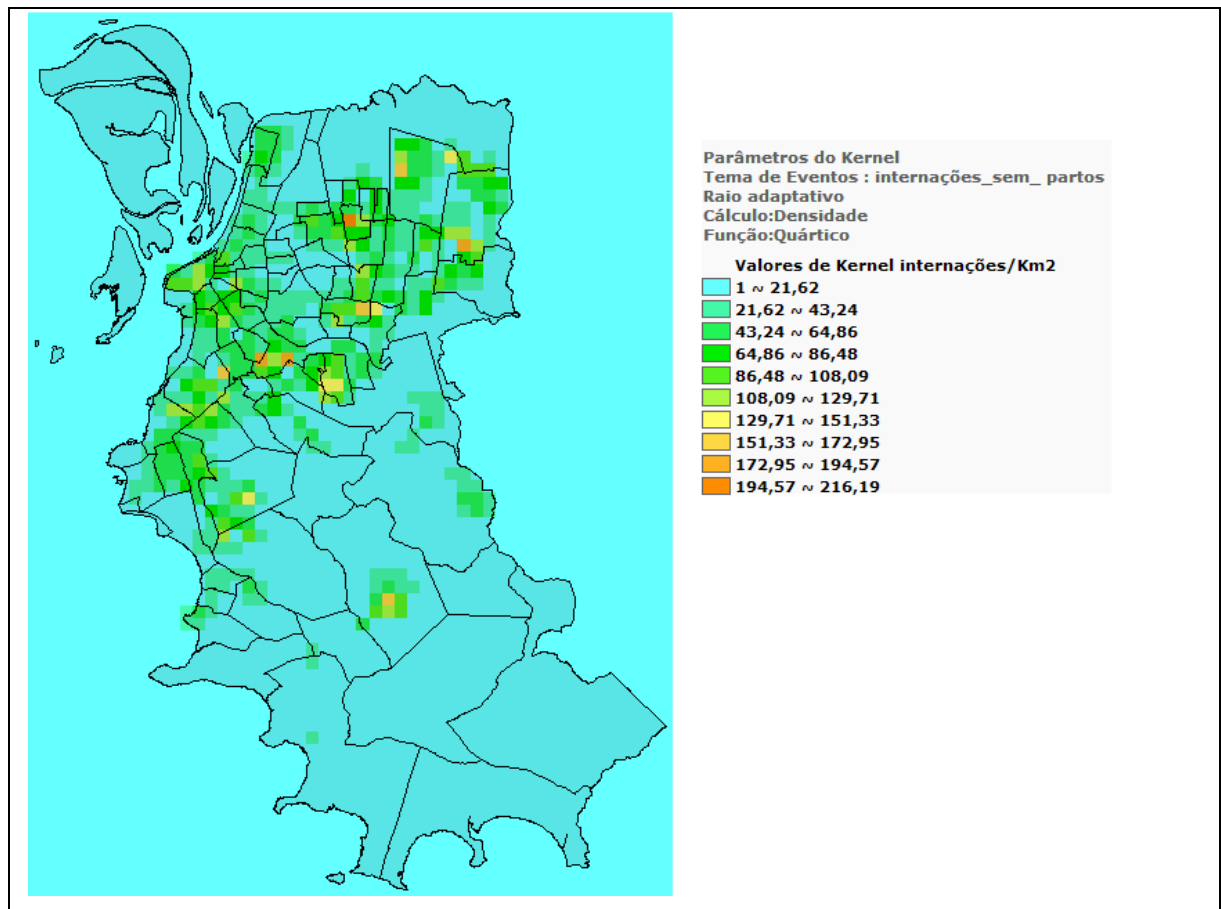 Parâmetros do Kernel
Tema de Eventos : internações_sem_ partos
Raio adaptativo
Cálculo:Densidade
Função:Quártico
Valores de Kernel internações/Km2
1 ~ 21,62
21,62 ~ 43,24
43,24 ~ 64,86
64,86 ~ 86,48
86,48 ~ 108,09
108,09 ~ 129,71
129,71 ~ 151,33
151,33 ~ 172,95
172,95 ~ 194,57
194,57 ~ 216,19